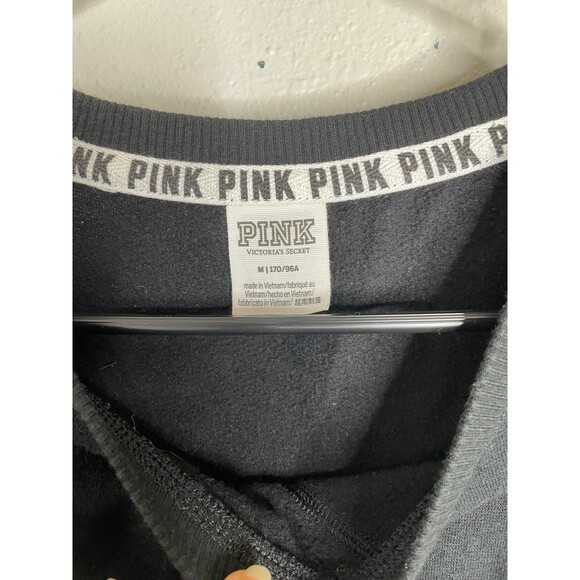 NK PINK PINK PINK PINK P
PINK
VICTORIA'S SECRET
M | 170/96A
made in Vietnam/fabriqué au
Vietnam/hecho en Vietnam/
fabbricato in Vietnam/